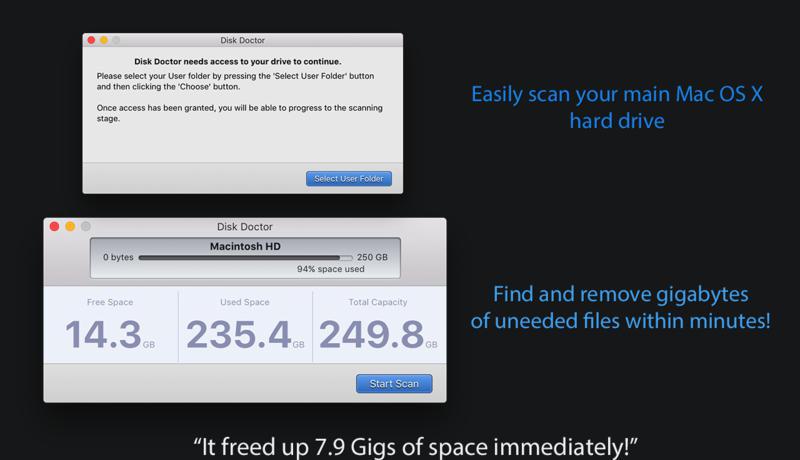 Disk Doctor
Disk Doctor needs access to your drive to continue.
Please select your User folder by pressing the 'Select User Folder' button
and then clicking the 'Choose' button.
Once access has been granted, you will be able to progress to the scanning
stage.
Select User Folder
Easily scan your main Mac OS X
hard drive
Disk Doctor
Macintosh HD
0 bytes 250 GB
94% space used
Free Space Used Space Total Capacity
14.3 GB 235.4 GB 249.8 GB
Start Scan
Find and remove gigabytes
of uneeded files within minutes!
“It freed up 7.9 Gigs of space immediately!”